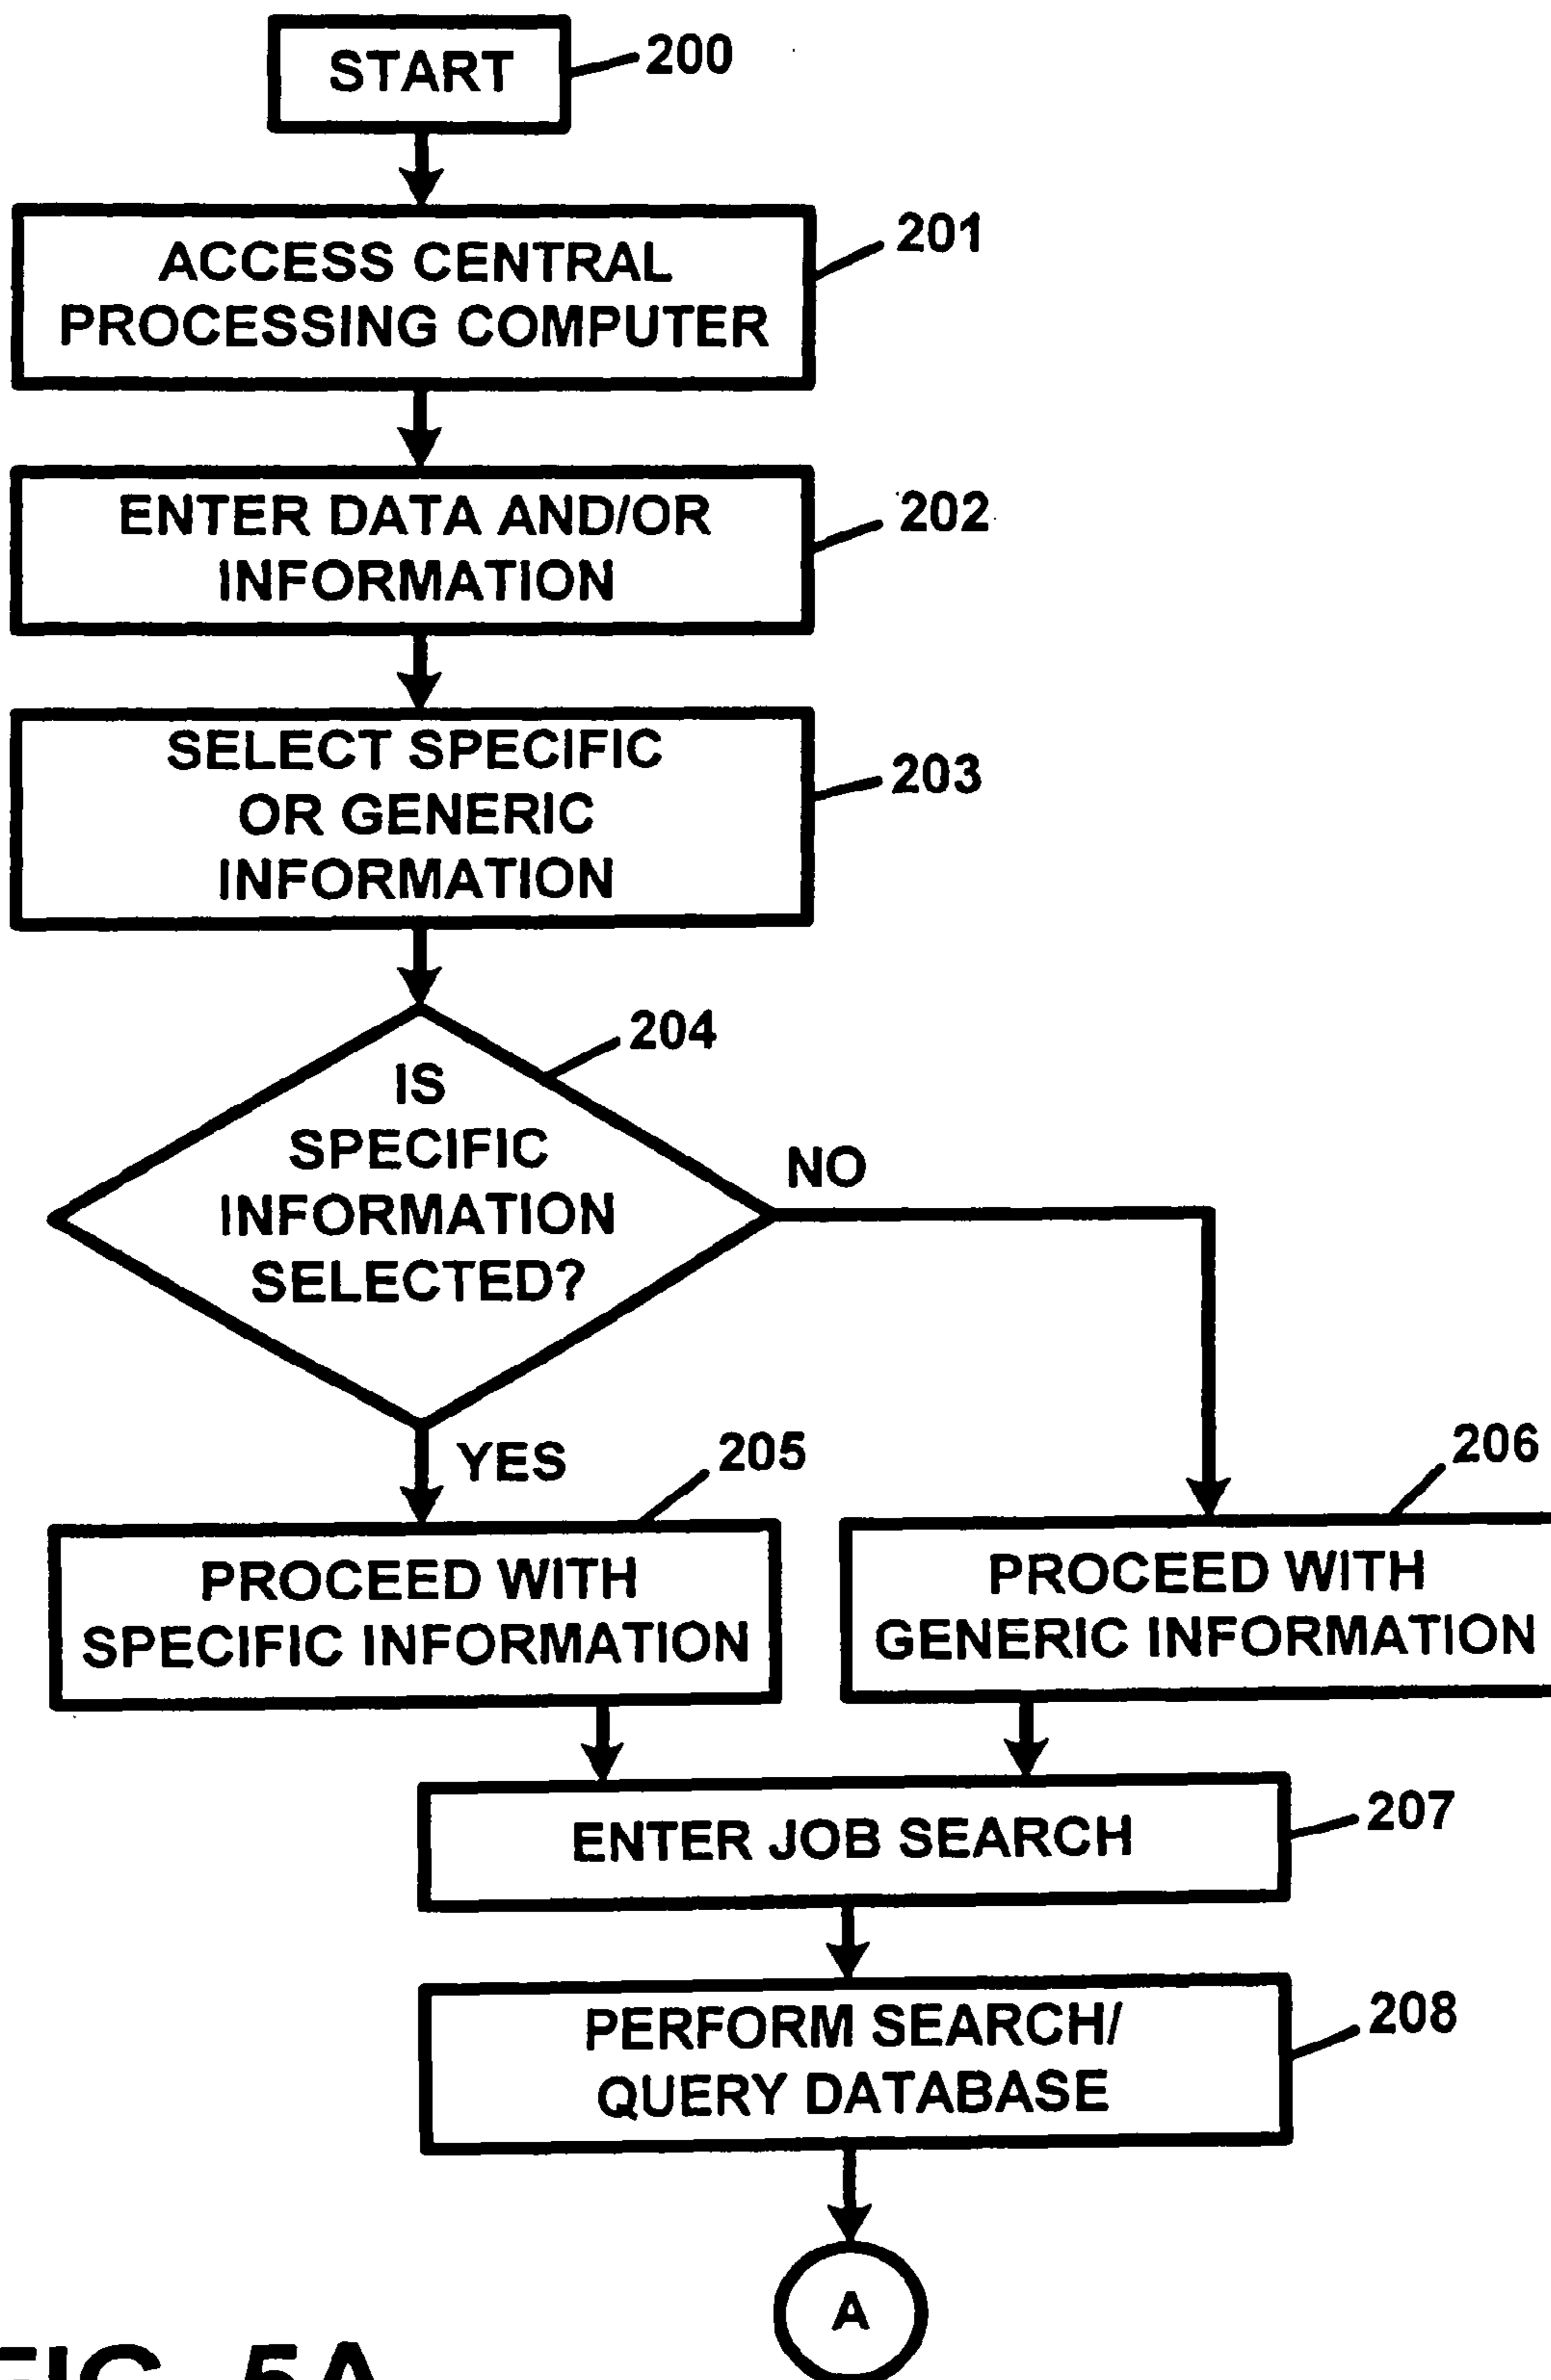 START
200
ACCESS CENTRAL
PROCESSING COMPUTER
201
ENTER DATA AND/OR
INFORMATION
202
SELECT SPECIFIC
OR GENERIC
INFORMATION
203
IS
SPECIFIC
INFORMATION
SELECTED?
204
NO
YES
205
206
PROCEED WITH
SPECIFIC INFORMATION
PROCEED WITH
GENERIC INFORMATION
ENTER JOB SEARCH
207
PERFORM SEARCH/
QUERY DATABASE
208
A
FIG. 5A